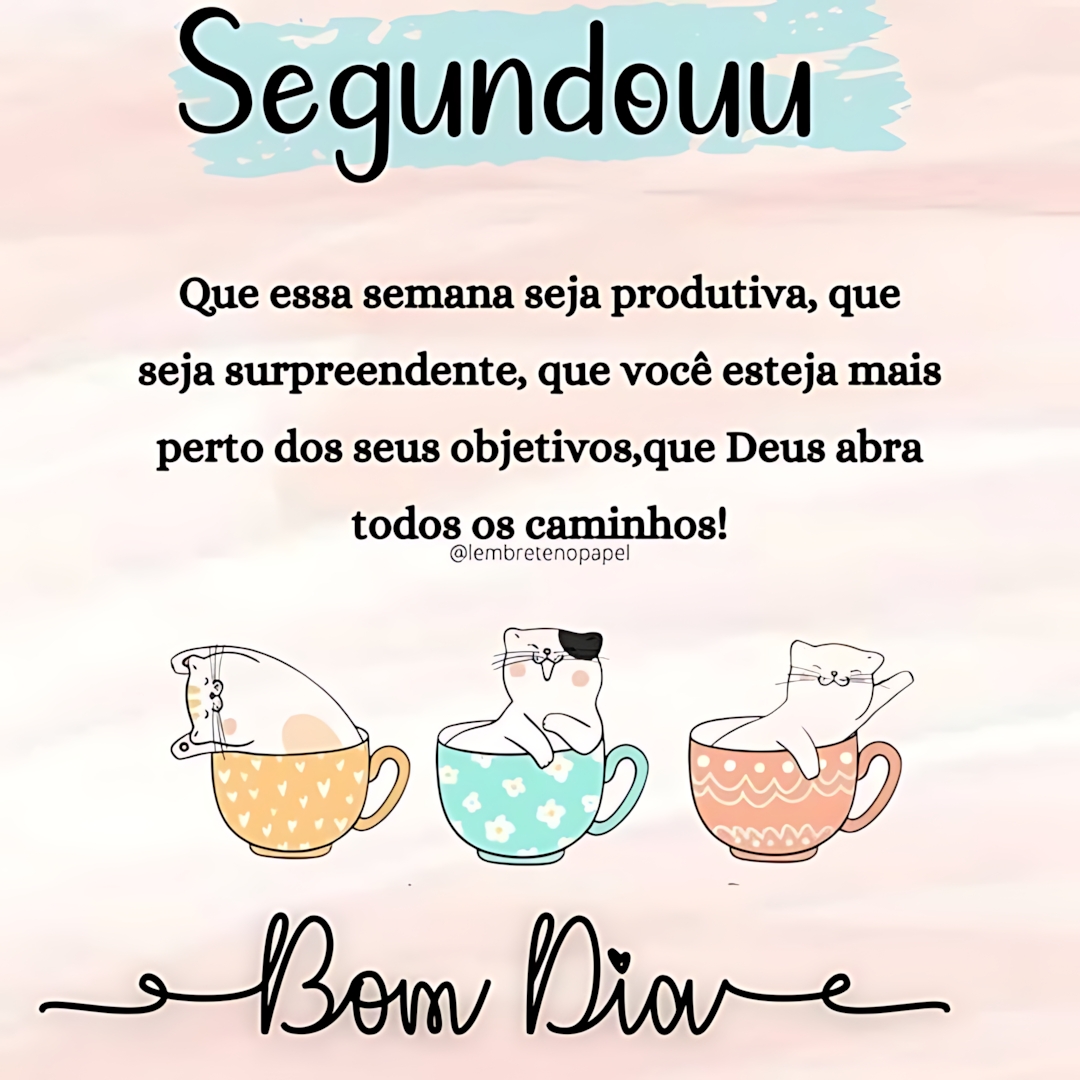 Segundouu
Que essa semana seja produtiva, que
seja surpreendente, que você esteja mais
perto dos seus objetivos,que Deus abra
todos os caminhos!
@lembretenopapel
Bom Dia